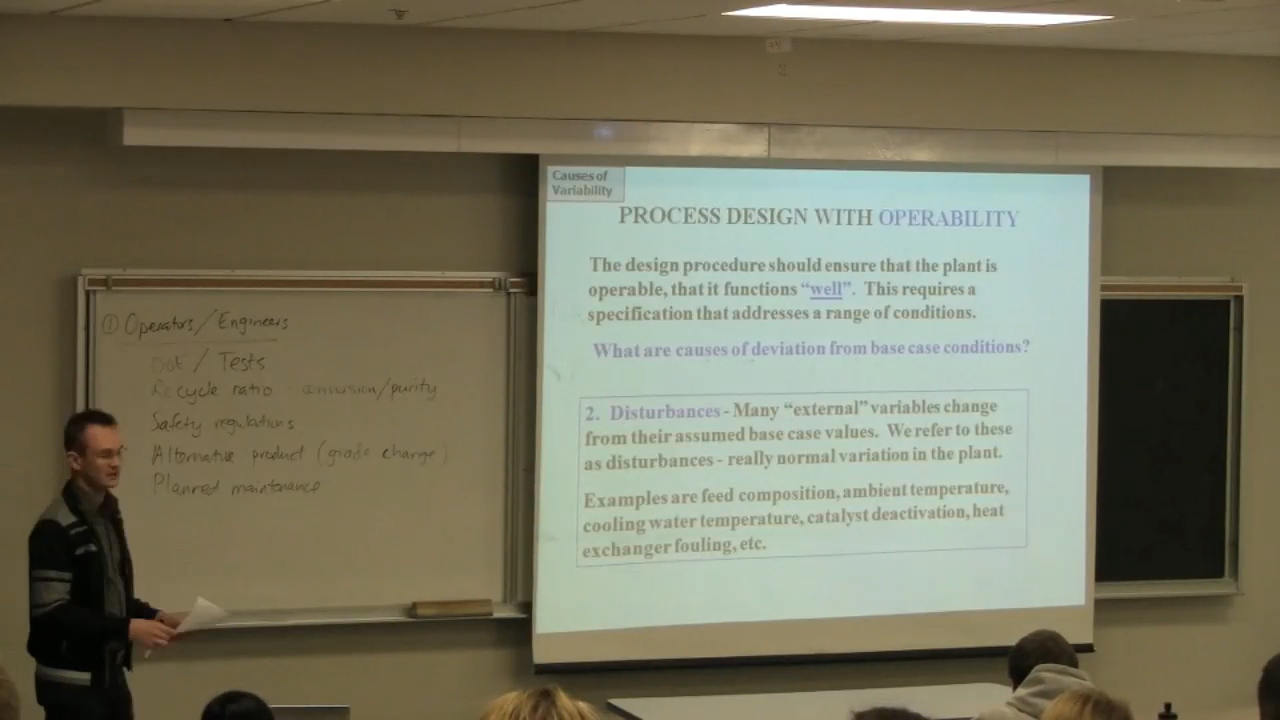 ① Operators/Engineers
DoE / Tests
Recycle ratio conversion/purity
Safety regulations
Alternative product (grade change)
Planned maintenance
Causes of
Variability
PROCESS DESIGN WITH OPERABILITY
The design procedure should ensure that the plant is
operable, that it functions “well”. This requires a
specification that addresses a range of conditions.
What are causes of deviation from base case conditions?
2. Disturbances - Many “external” variables change
from their assumed base case values. We refer to these
as disturbances - really normal variation in the plant.
Examples are feed composition, ambient temperature,
cooling water temperature, catalyst deactivation, heat
exchanger fouling, etc.